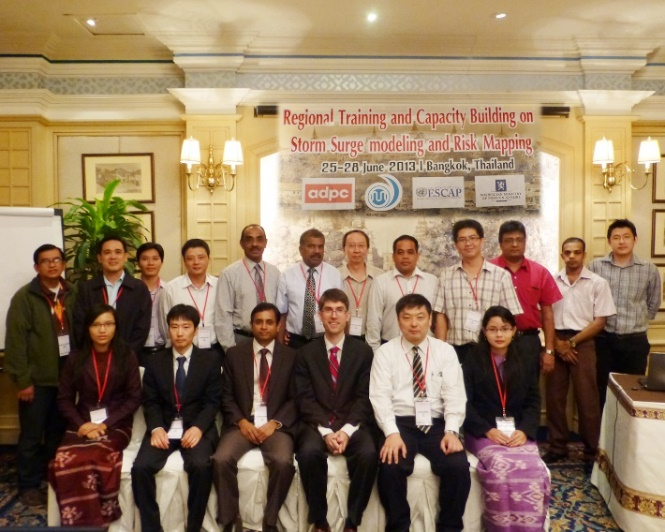 Regional Training and Capacity Building on
Storm Surge modeling and Risk Mapping
25-28 June 2013 | Bangkok, Thailand
adpc
ESCAP